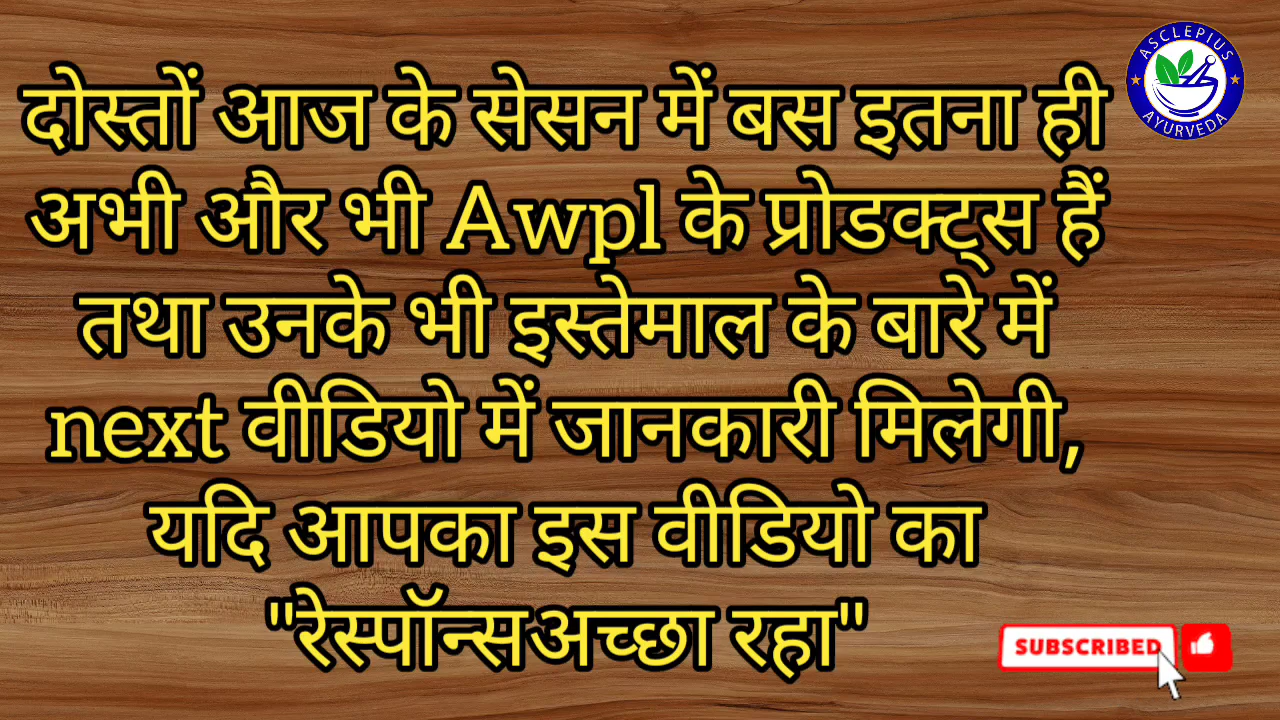 ASCLEPIUS
AYURVEDA
दोस्तों आज के सेसन में बस इतना ही
अभी और भी Awpl के प्रोडक्ट्स हैं
तथा उनके भी इस्तेमाल के बारे में
next वीडियो में जानकारी मिलेगी,
यदि आपका इस वीडियो का
"रेस्पॉन्सअच्छा रहा"
SUBSCRIBED